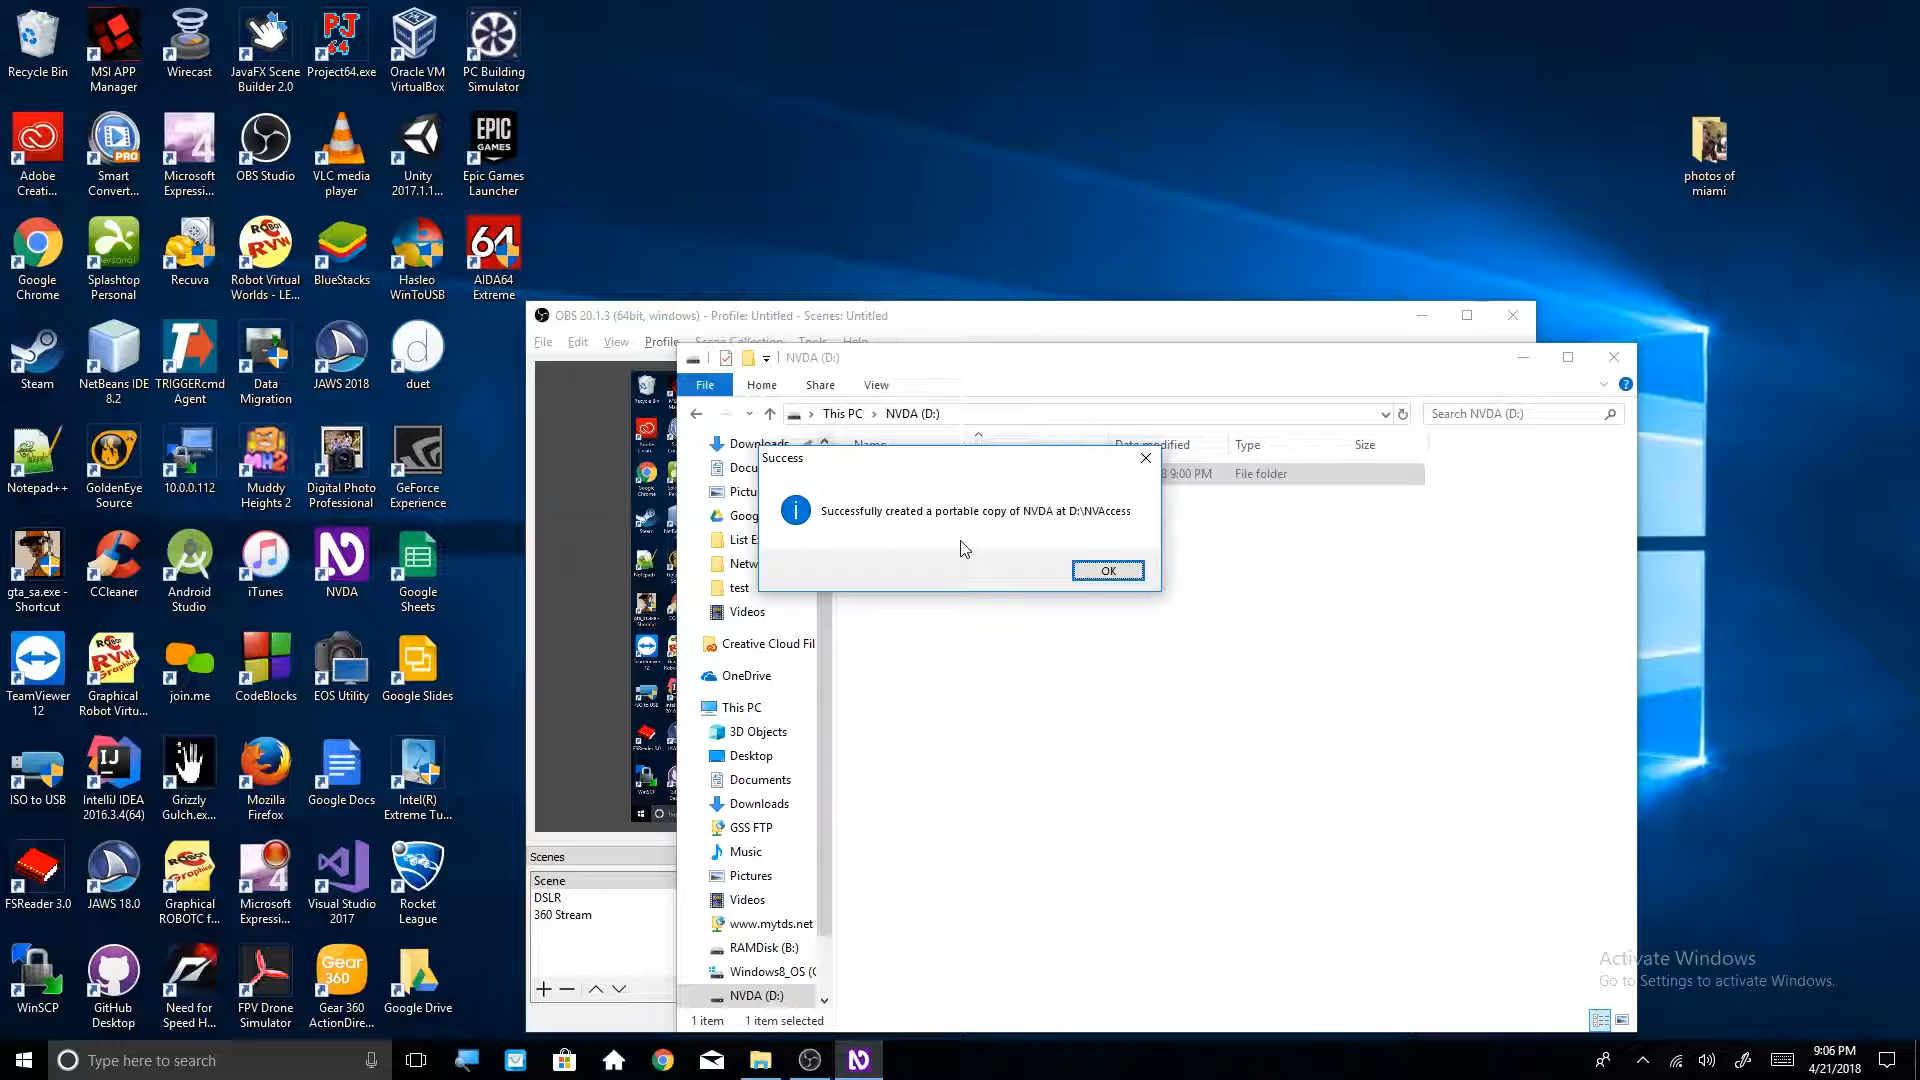 Recycle Bin
MSI APP
Manager
Wirecast
JavaFX Scene
Builder 2.0
Project64.exe
Oracle VM
VirtualBox
PC Building
Simulator
Adobe
Creati...
Smart
Convert...
Microsoft
Expressi...
OBS Studio
VLC media
player
Unity
2017.1.1...
Epic Games
Launcher
Google
Chrome
Splashtop
Personal
Recuva
Robot Virtual
Worlds - LE...
BlueStacks
Hasleo
WinToUSB
AIDA64
Extreme
Steam
NetBeans IDE
8.2
TRIGGERcmd
Agent
Data
Migration
JAWS 2018
duet
Notepad++
GoldenEye
Source
10.0.0.112
Muddy
Heights 2
Digital Photo
Professional
GeForce
Experience
gta_sa.exe -
Shortcut
CCleaner
Android
Studio
iTunes
NVDA
Google
Sheets
TeamViewer
12
Graphical
Robot Virtu...
join.me
CodeBlocks
EOS Utility
Google Slides
ISO to USB
IntelliJ IDEA
2016.3.4(64)
Grizzly
Gulch.ex...
Mozilla
Firefox
Google Docs
Intel(R)
Extreme Tu...
FSReader 3.0
JAWS 18.0
Graphical
ROBOTC f...
Microsoft
Expressi...
Visual Studio
2017
Rocket
League
WinSCP
GitHub
Desktop
Need for
Speed H...
FPV Drone
Simulator
Gear 360
ActionDire...
Google Drive
photos of
miami
OBS 20.1.3 (64bit, windows) - Profile: Untitled - Scenes: Untitled
File Edit View Profile Scene Collection Tools Help
NVDA (D:)
File Home Share View
This PC > NVDA (D:)
Search NVDA (D:)
Downloads Name Date modified Type Size
Docu
Pictu
9:00 PM File folder
Goog
List E
Netw
test
Videos
Success
Successfully created a portable copy of NVDA at D:\NVAccess
OK
Creative Cloud Fil
OneDrive
This PC
3D Objects
Desktop
Documents
Downloads
GSS FTP
Music
Pictures
Videos
www.mytds.net
RAMDisk (B:)
Windows8_OS (C
NVDA (D:)
1 item 1 item selected
Scenes
Scene
DSLR
360 Stream
Activate Windows
Go to Settings to activate Windows.
Type here to search
9:06 PM
4/21/2018